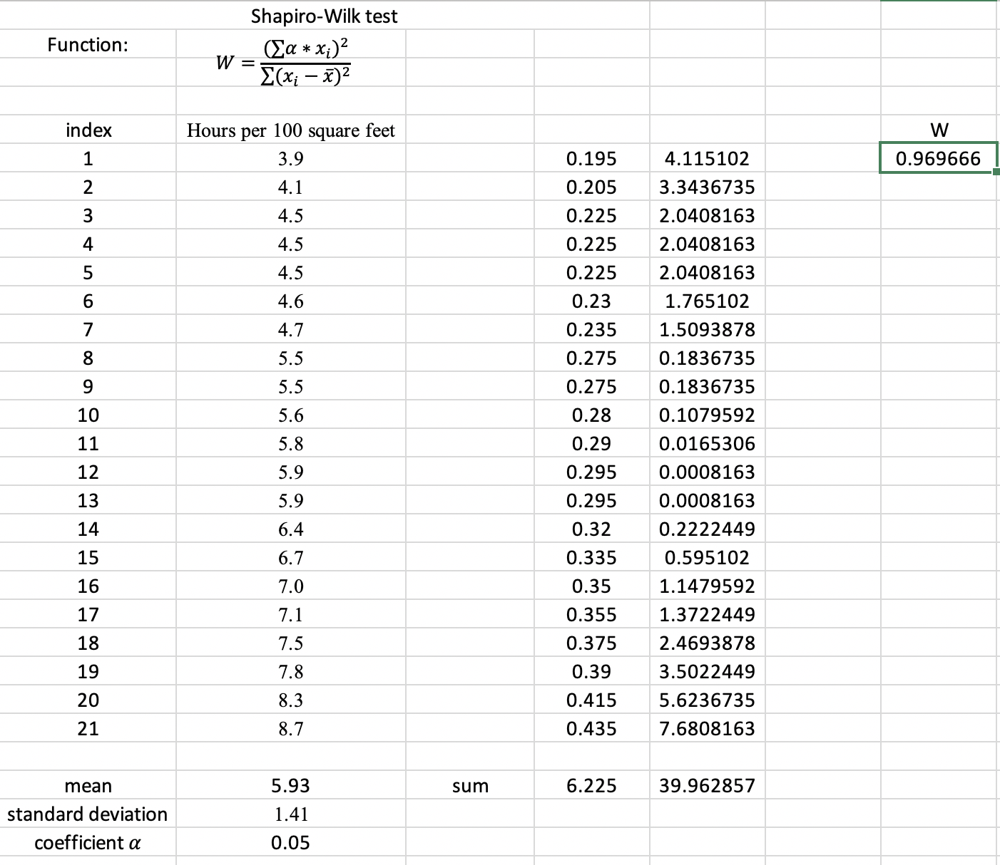 Shapiro-Wilk test
Function: W = (∑α * xᵢ)² / ∑(xᵢ − x̄)²
index Hours per 100 square feet W
1 3.9 0.195 4.115102 0.969666
2 4.1 0.205 3.3436735
3 4.5 0.225 2.0408163
4 4.5 0.225 2.0408163
5 4.5 0.225 2.0408163
6 4.6 0.23 1.765102
7 4.7 0.235 1.5093878
8 5.5 0.275 0.1836735
9 5.5 0.275 0.1836735
10 5.6 0.28 0.1079592
11 5.8 0.29 0.0165306
12 5.9 0.295 0.0008163
13 5.9 0.295 0.0008163
14 6.4 0.32 0.2222449
15 6.7 0.335 0.595102
16 7.0 0.35 1.1479592
17 7.1 0.355 1.3722449
18 7.5 0.375 2.4693878
19 7.8 0.39 3.5022449
20 8.3 0.415 5.6236735
21 8.7 0.435 7.6808163
mean 5.93 sum 6.225 39.962857
standard deviation 1.41
coefficient α 0.05